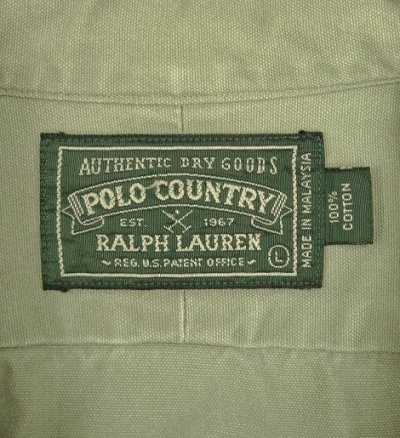 AUTHENTIC DRY GOODS
POLO COUNTRY
EST. 1967
RALPH LAUREN
~ REG. U.S. PATENT OFFICE ~
L
MADE IN MALAYSIA
100%
COTTON